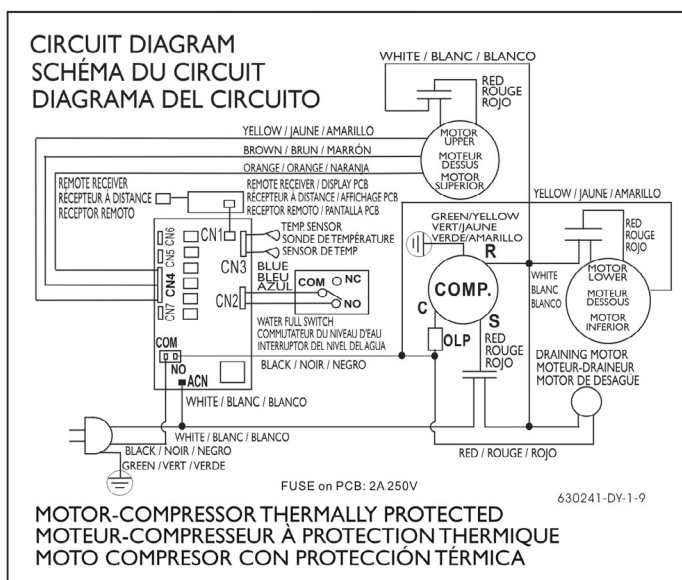 CIRCUIT DIAGRAM
SCHÉMA DU CIRCUIT
DIAGRAMA DEL CIRCUITO
WHITE / BLANC / BLANCO
RED
ROUGE
ROJO
MOTOR
UPPER
MOTEUR
DESSUS
MOTOR
SUPERIOR
YELLOW / JAUNE / AMARILLO
BROWN / BRUN / MARRÓN
ORANGE / ORANGE / NARANJA
REMOTE RECEIVER
RÉCEPTEUR À DISTANCE
RECEPTOR REMOTO
REMOTE RECEIVER / DISPLAY PCB
RÉCEPTEUR À DISTANCE / AFFICHAGE PCB
RECEPTOR REMOTO / PANTALLA PCB
YELLOW / JAUNE / AMARILLO
CN6
CN5
CN4
CN7
CN1
CN3
CN2
TEMP. SENSOR
SONDE DE TEMPÉRATURE
SENSOR DE TEMP
BLUE
BLEU
AZUL
COM
NC
NO
WATER FULL SWITCH
COMMUTATEUR DU NIVEAU D'EAU
INTERRUPTOR DEL NIVEL DEL AGUA
GREEN/YELLOW
VERT/JAUNE
VERDE/AMARILLO
R
COMP.
C
S
OLP
RED
ROUGE
ROJO
WHITE
BLANC
BLANCO
RED
ROUGE
ROJO
MOTOR
LOWER
MOTEUR
DESSOUS
MOTOR
INFERIOR
DRAINING MOTOR
MOTEUR-DRAINEUR
MOTOR DE DESAGÜE
COM
NO
ACN
BLACK / NOIR / NEGRO
WHITE / BLANC / BLANCO
WHITE / BLANC / BLANCO
BLACK / NOIR / NEGRO
GREEN / VERT / VERDE
RED / ROUGE / ROJO
FUSE on PCB: 2A 250V
630241-DY-1-9
MOTOR-COMPRESSOR THERMALLY PROTECTED
MOTEUR-COMPRESSEUR À PROTECTION THERMIQUE
MOTO COMPRESOR CON PROTECCIÓN TÉRMICA